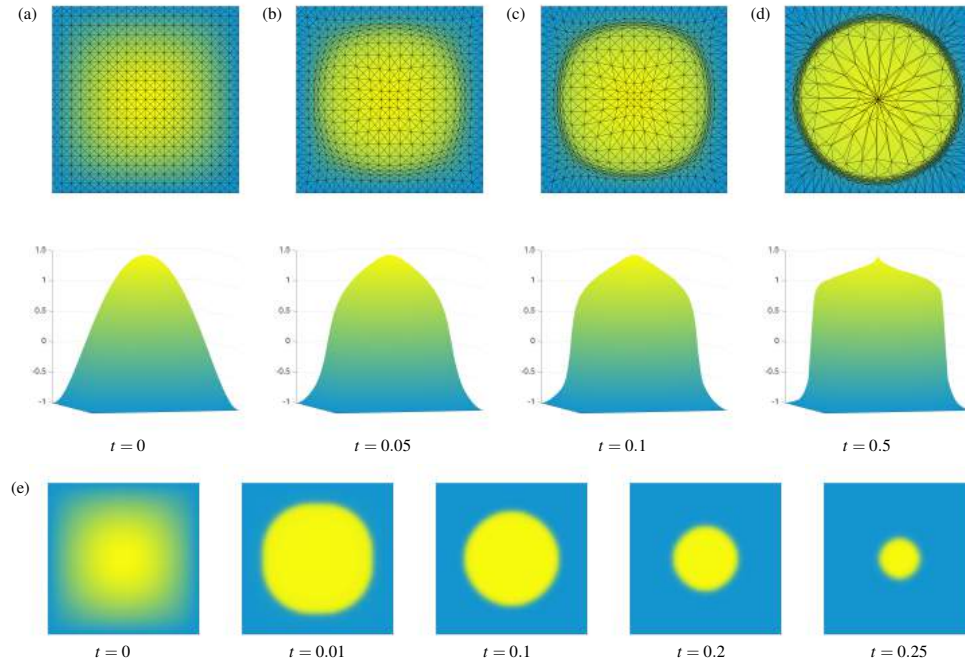 (a) (b) (c) (d)
1.5 1.5 1.5 1.5
1 1 1 1
0.5 0.5 0.5 0.5
0 0 0 0
-0.5 -0.5 -0.5 -0.5
-1 -1 -1 -1
t = 0 t = 0.05 t = 0.1 t = 0.5
(e)
t = 0 t = 0.01 t = 0.1 t = 0.2 t = 0.25